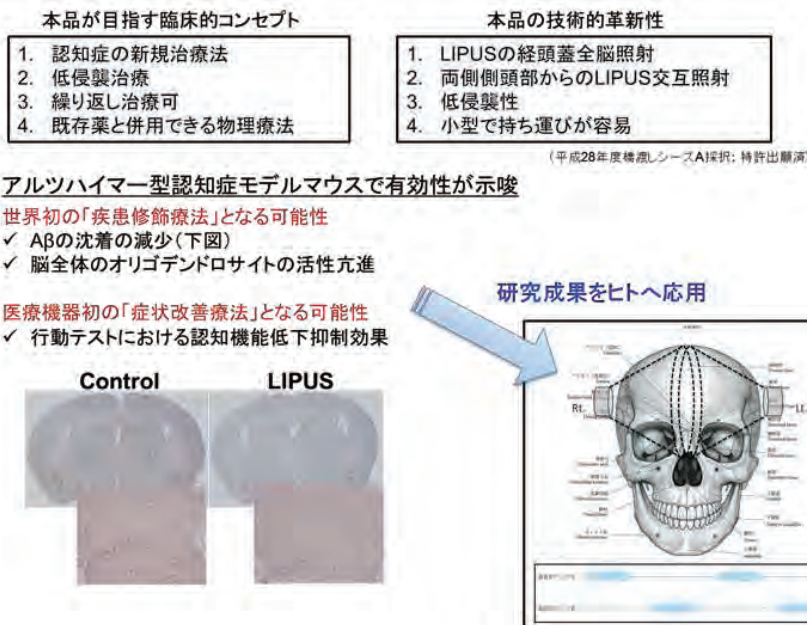 本品が目指す臨床的コンセプト
1. 認知症の新規治療法
2. 低侵襲治療
3. 繰り返し治療可
4. 既存薬と併用できる物理療法
本品の技術的革新性
1. LIPUSの経頭蓋全脳照射
2. 両側側頭部からのLIPUS交互照射
3. 低侵襲性
4. 小型で持ち運びが容易
(平成28年度橋渡しシーズA採択; 特許出願済)
アルツハイマー型認知症モデルマウスで有効性が示唆
世界初の「疾患修飾療法」となる可能性
✓ Aβの沈着の減少(下図)
✓ 脳全体のオリゴデンドロサイトの活性亢進
医療機器初の「症状改善療法」となる可能性
✓ 行動テストにおける認知機能低下抑制効果
Control
LIPUS
研究成果をヒトへ応用
Rt.
Lt.